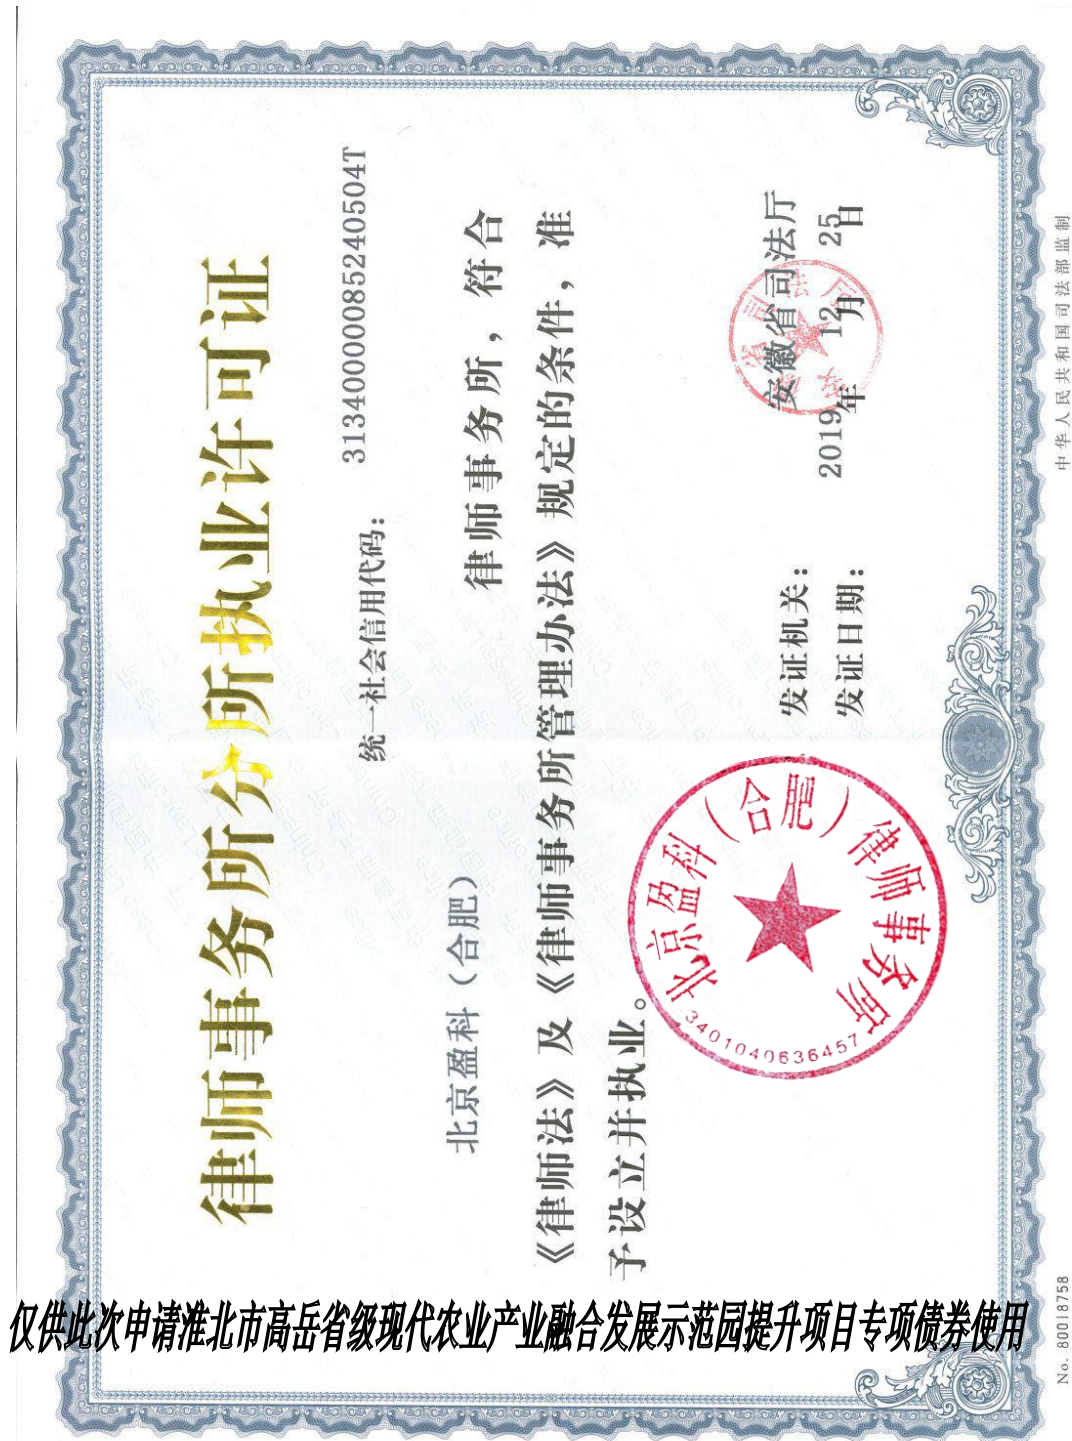 律师事务所分所执业许可证
统一社会信用代码： 31340000085240504T
北京盈科（合肥） 律师事务所，符合
《律师法》及《律师事务所管理办法》规定的条件，准
予设立并执业。
发证机关： 安徽省司法厅
发证日期： 2019年12月25日
北京盈科（合肥）律师事务所
3401040636457
No. 80018758
中华人民共和国司法部监制
仅供此次申请淮北市高岳省级现代农业产业融合发展示范园提升项目专项债券使用